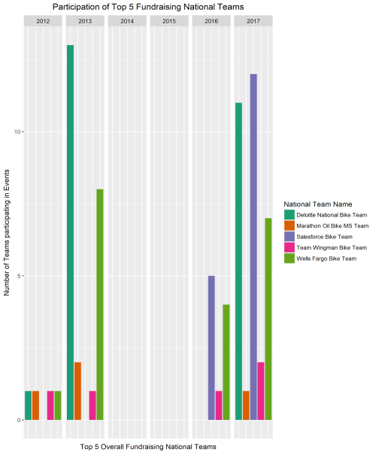 Participation of Top 5 Fundraising National Teams
2012 2013 2014 2015 2016 2017
10
5
0
Number of Teams participating in Events
Top 5 Overall Fundraising National Teams
National Team Name
Deloitte National Bike Team
Marathon Oil Bike MS Team
Salesforce Bike Team
Team Wingman Bike Team
Wells Fargo Bike Team